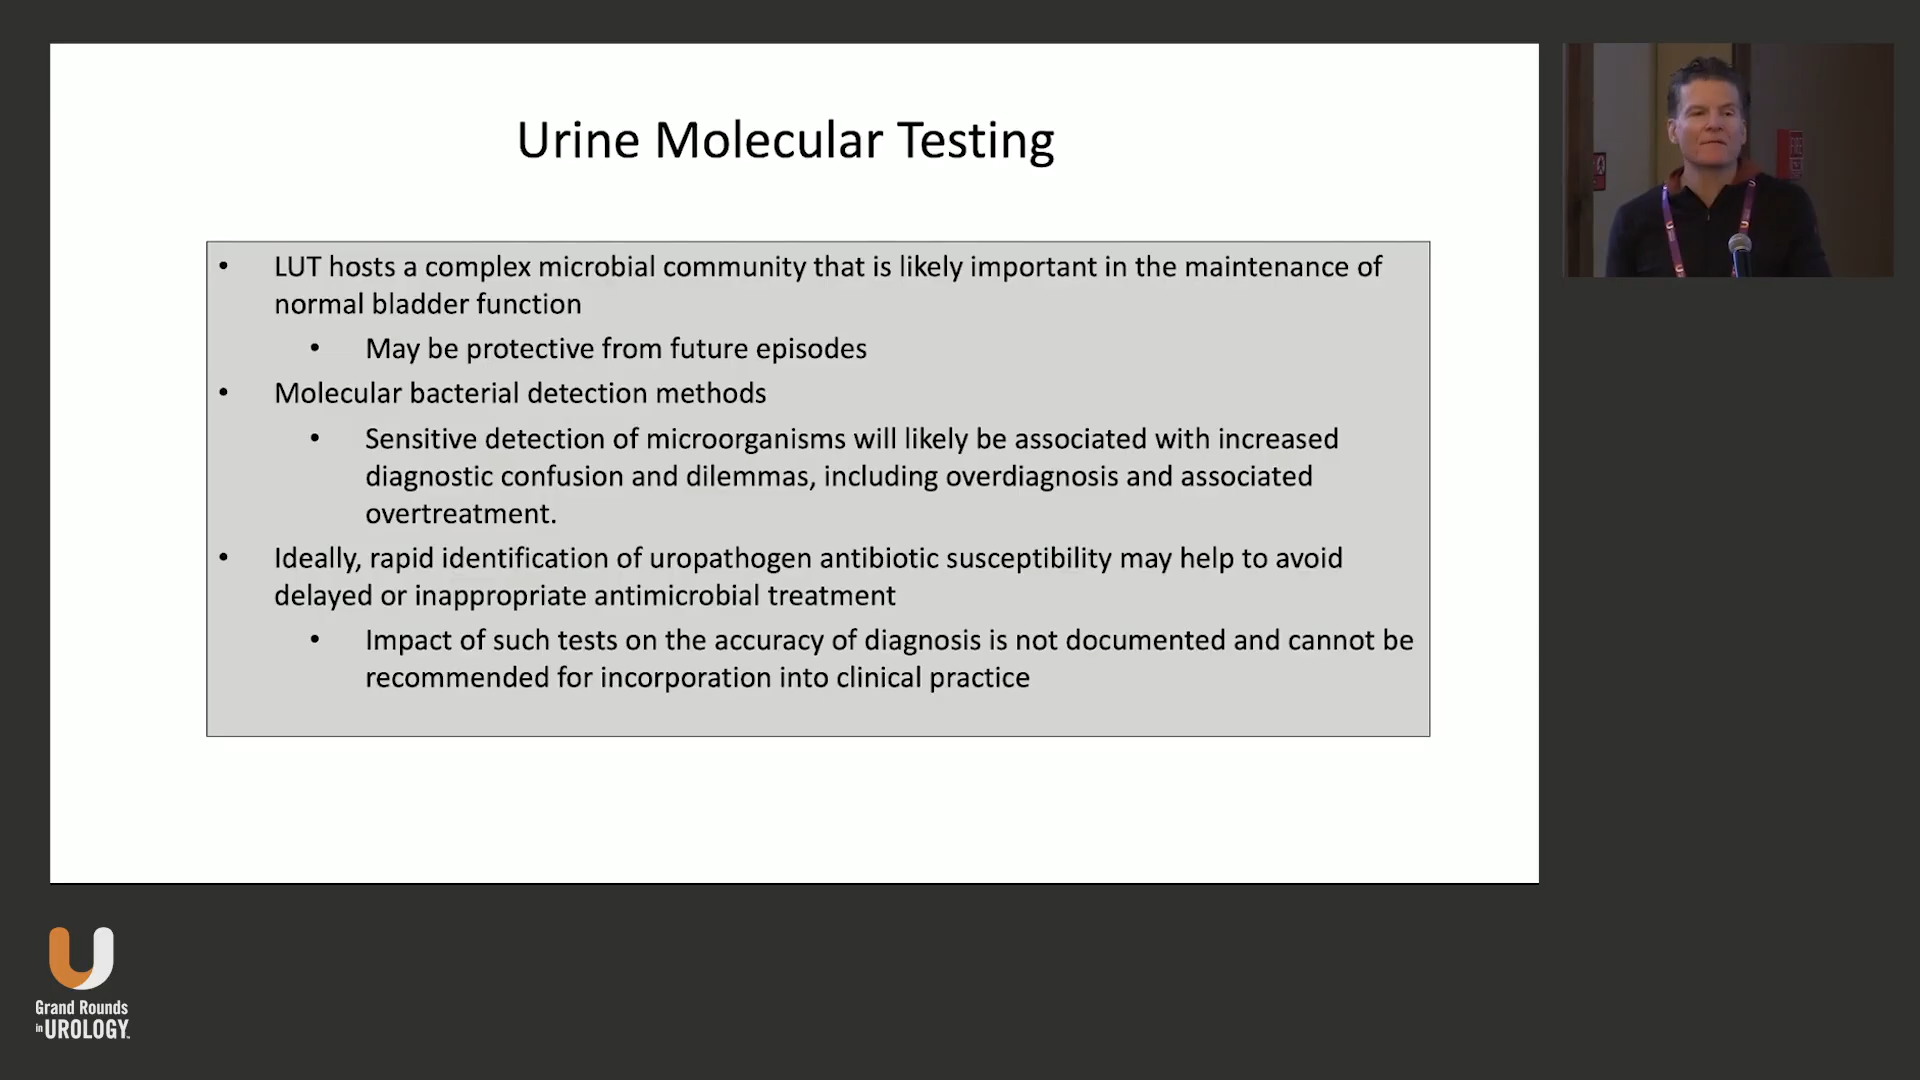 Urine Molecular Testing
• LUT hosts a complex microbial community that is likely important in the maintenance of
normal bladder function
• May be protective from future episodes
• Molecular bacterial detection methods
• Sensitive detection of microorganisms will likely be associated with increased
diagnostic confusion and dilemmas, including overdiagnosis and associated
overtreatment.
• Ideally, rapid identification of uropathogen antibiotic susceptibility may help to avoid
delayed or inappropriate antimicrobial treatment
• Impact of such tests on the accuracy of diagnosis is not documented and cannot be
recommended for incorporation into clinical practice
Grand Rounds
in UROLOGY